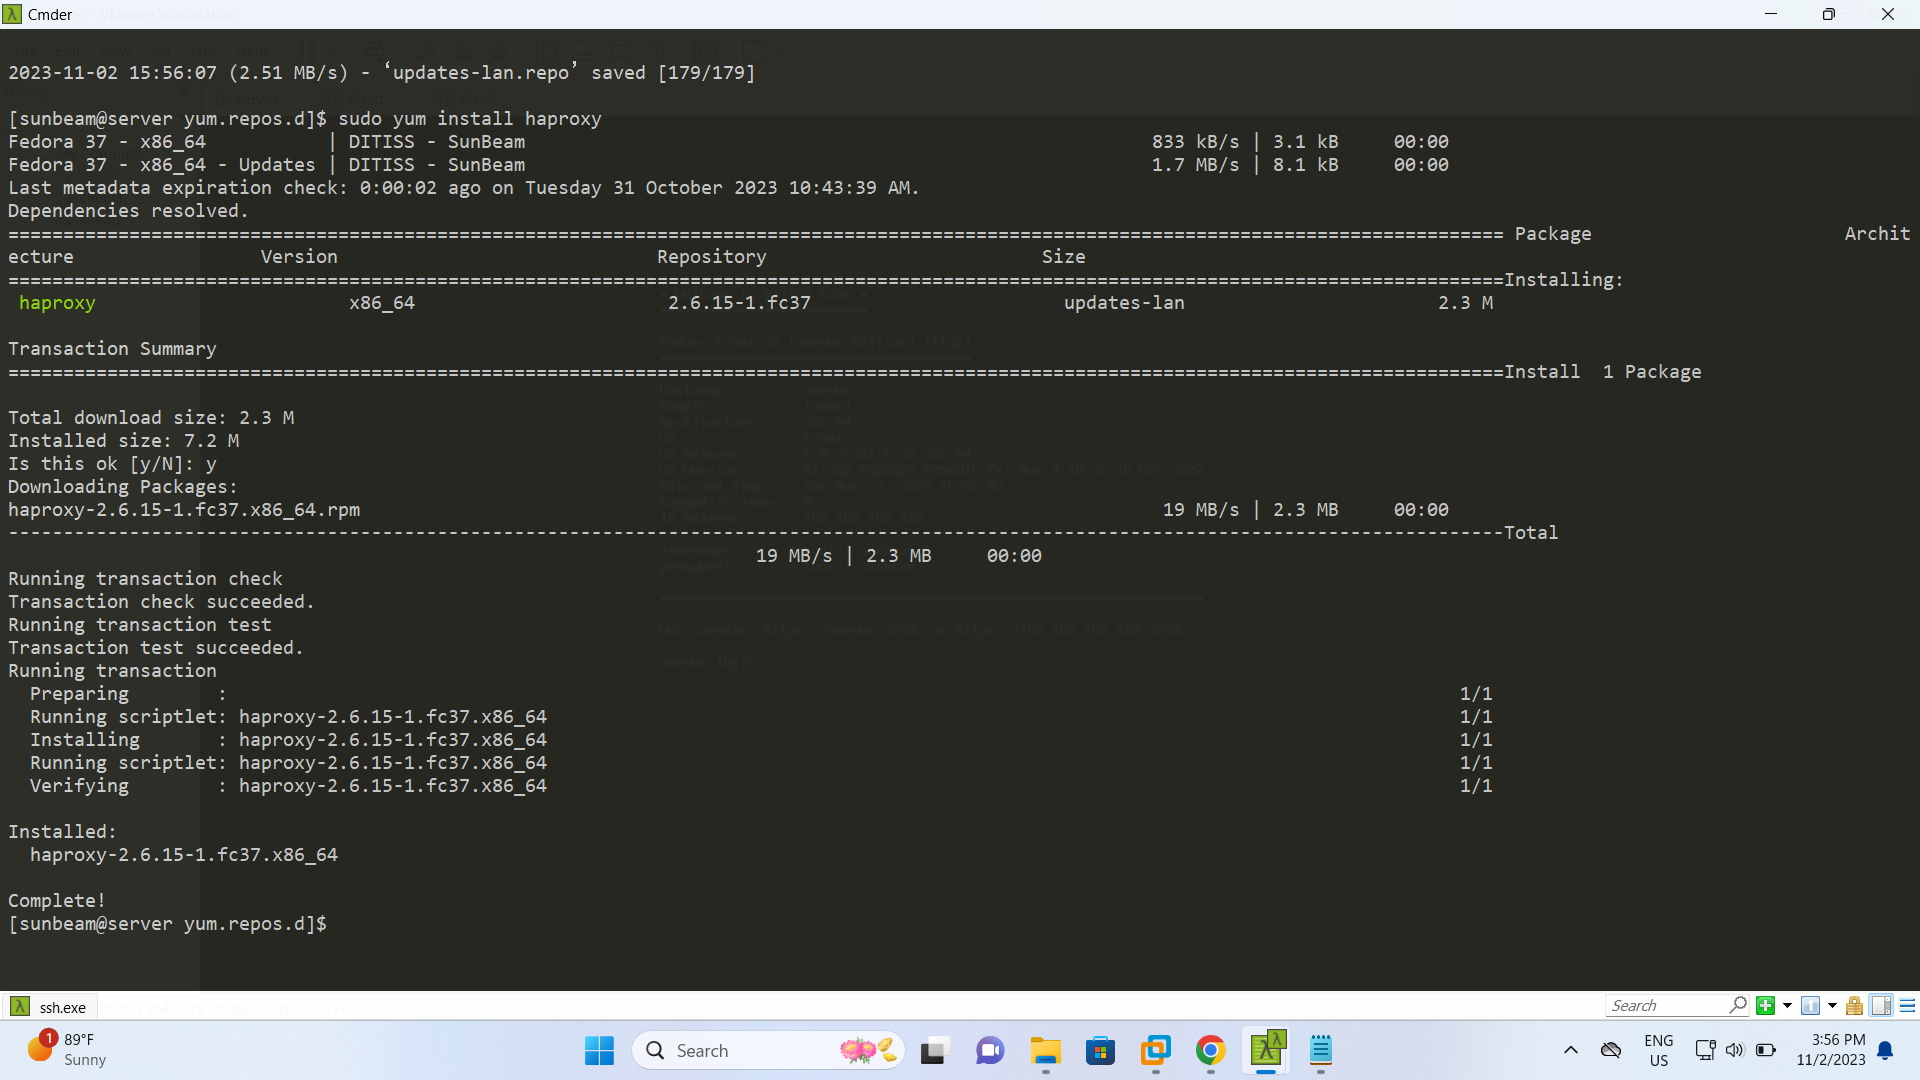 Cmder
2023-11-02 15:56:07 (2.51 MB/s) - ‘updates-lan.repo’ saved [179/179]
[sunbeam@server yum.repos.d]$ sudo yum install haproxy
Fedora 37 - x86_64 | DITISS - SunBeam 833 kB/s | 3.1 kB 00:00
Fedora 37 - x86_64 - Updates | DITISS - SunBeam 1.7 MB/s | 8.1 kB 00:00
Last metadata expiration check: 0:00:02 ago on Tuesday 31 October 2023 10:43:39 AM.
Dependencies resolved.
Package Archit
ecture Version Repository Size
Installing:
haproxy x86_64 2.6.15-1.fc37 updates-lan 2.3 M
Transaction Summary
Install 1 Package
Total download size: 2.3 M
Installed size: 7.2 M
Is this ok [y/N]: y
Downloading Packages:
haproxy-2.6.15-1.fc37.x86_64.rpm 19 MB/s | 2.3 MB 00:00
Total
19 MB/s | 2.3 MB 00:00
Running transaction check
Transaction check succeeded.
Running transaction test
Transaction test succeeded.
Running transaction
Preparing : 1/1
Running scriptlet: haproxy-2.6.15-1.fc37.x86_64 1/1
Installing : haproxy-2.6.15-1.fc37.x86_64 1/1
Running scriptlet: haproxy-2.6.15-1.fc37.x86_64 1/1
Verifying : haproxy-2.6.15-1.fc37.x86_64 1/1
Installed:
haproxy-2.6.15-1.fc37.x86_64
Complete!
[sunbeam@server yum.repos.d]$
ssh.exe
Search
1
89°F
Sunny
Search
ENG
US
3:56 PM
11/2/2023